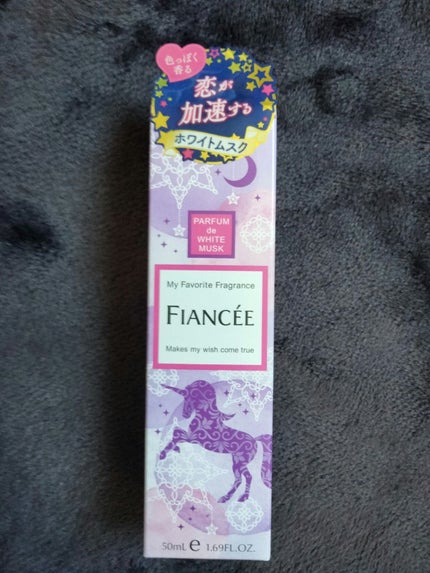 色っぽく
香る
恋が
加速する
ホワイトムスク
PARFUM
de
WHITE
MUSK
My Favorite Fragrance
FIANCÉE
Makes my wish come true
50mL e 1.69FL.OZ.